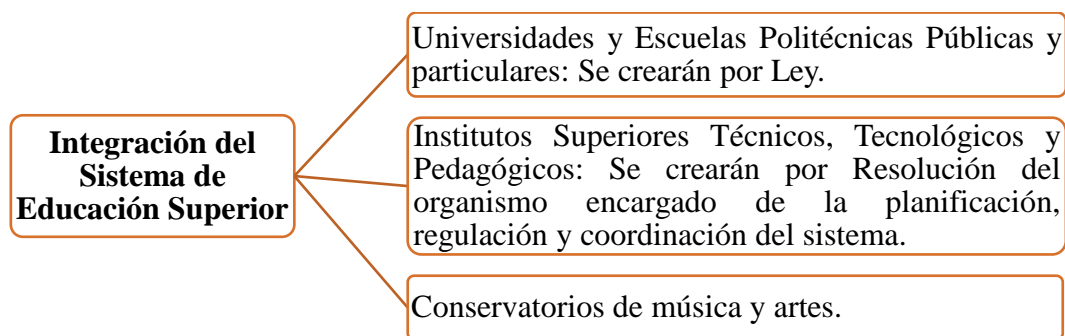 Integración del
Sistema de
Educación Superior
Universidades y Escuelas Politécnicas Públicas y
particulares: Se crearán por Ley.
Institutos Superiores Técnicos, Tecnológicos y
Pedagógicos: Se crearán por Resolución del
organismo encargado de la planificación,
regulación y coordinación del sistema.
Conservatorios de música y artes.